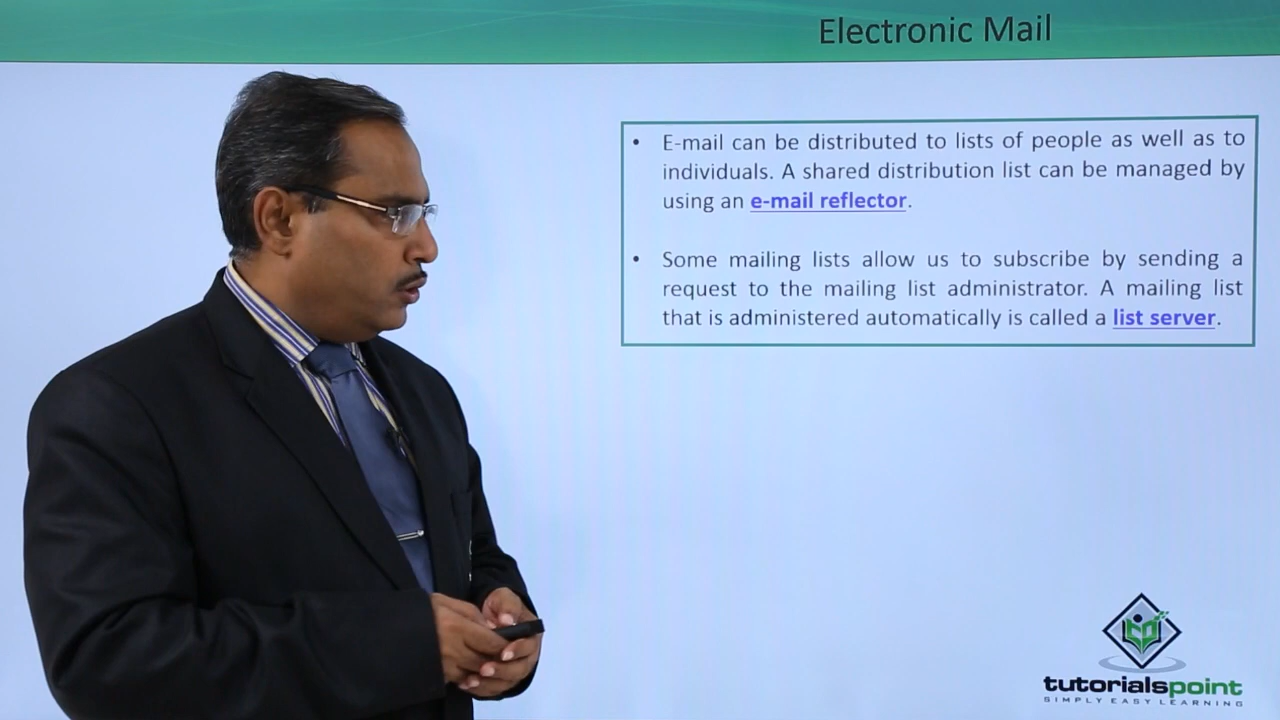 Electronic Mail
• E-mail can be distributed to lists of people as well as to
individuals. A shared distribution list can be managed by
using an e-mail reflector.
• Some mailing lists allow us to subscribe by sending a
request to the mailing list administrator. A mailing list
that is administered automatically is called a list server.
tutorialspoint
SIMPLY EASY LEARNING